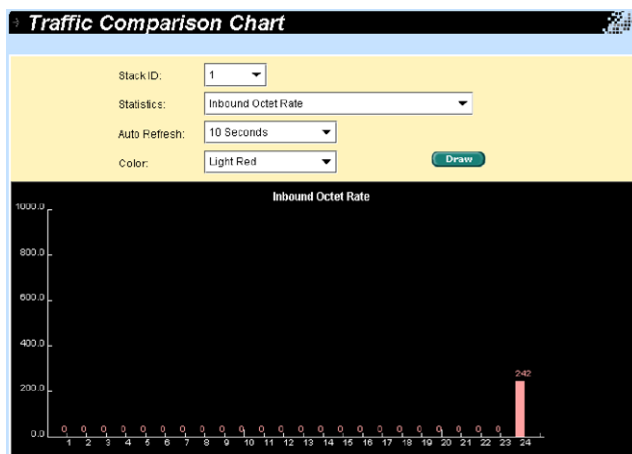 Traffic Comparison Chart
Stack ID: 1
Statistics: Inbound Octet Rate
Auto Refresh: 10 Seconds
Color: Light Red Draw
Inbound Octet Rate
1000.0
800.0
600.0
400.0
242
200.0
0 0 0 0 0 0 0 0 0 0 0 0 0 0 0 0 0 0 0 0 0 0 0
0.0
1 2 3 4 5 6 7 8 9 10 11 12 13 14 15 16 17 18 19 20 21 22 23 24